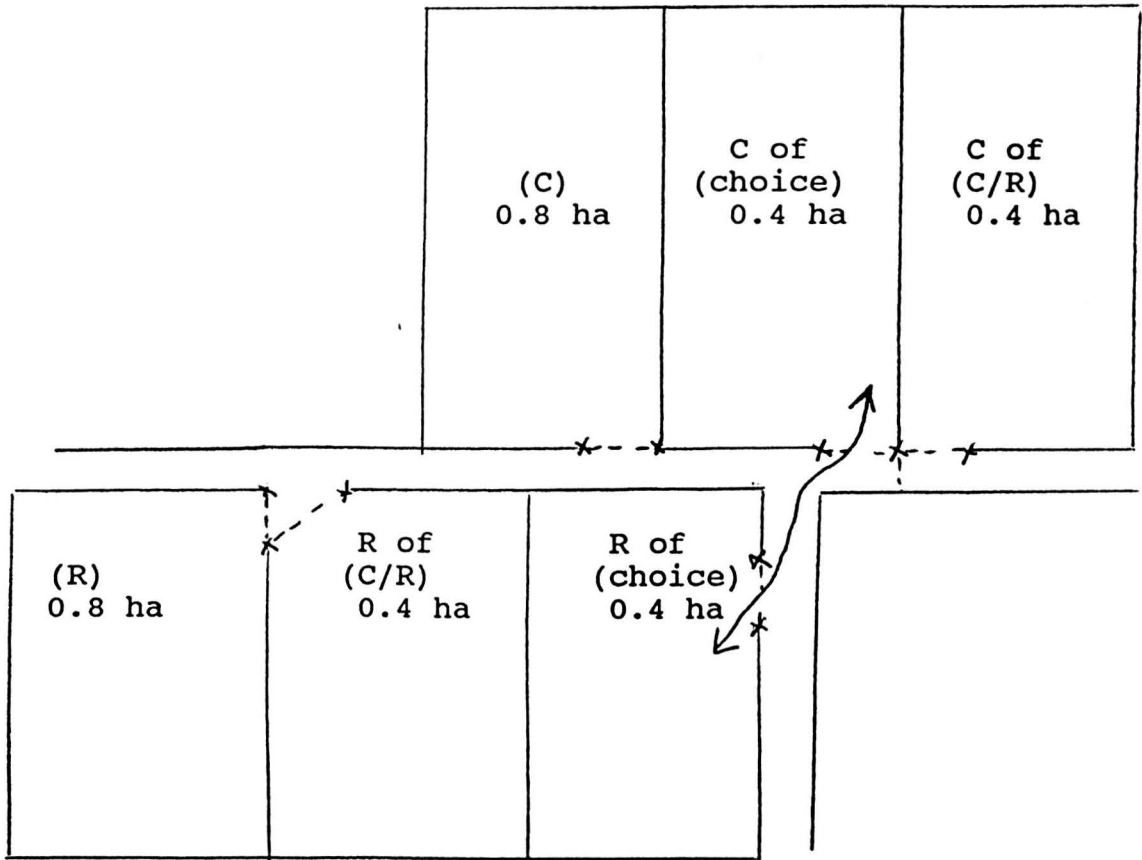 (C)
0.8 ha
C of
(choice)
0.4 ha
C of
(C/R)
0.4 ha
(R)
0.8 ha
R of
(C/R)
0.4 ha
R of
(choice)
0.4 ha